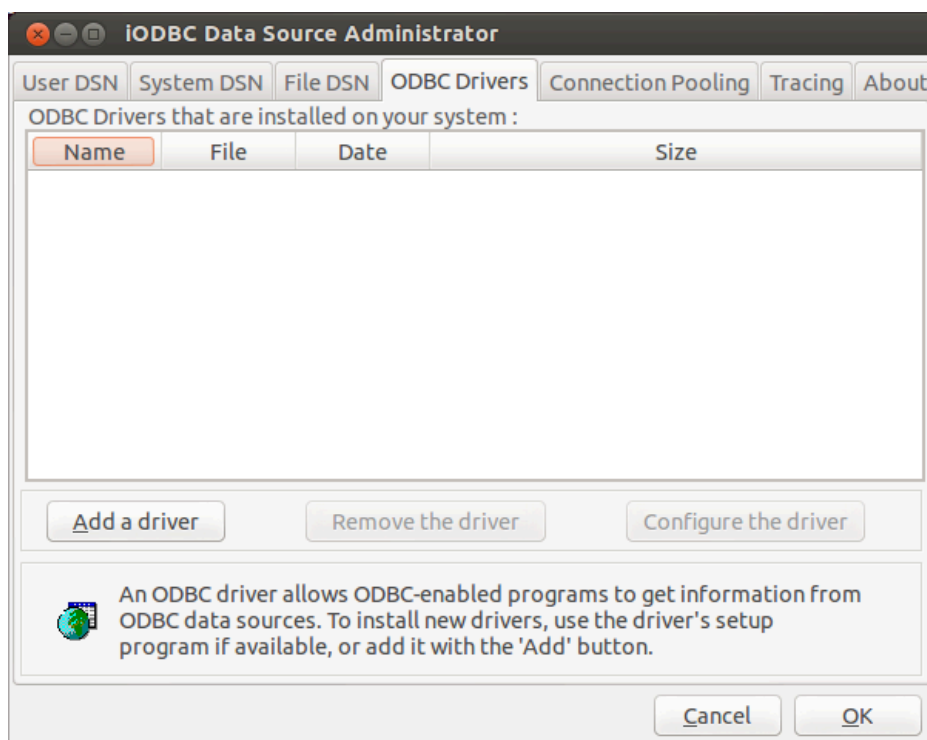 iODBC Data Source Administrator
User DSN System DSN File DSN ODBC Drivers Connection Pooling Tracing About
ODBC Drivers that are installed on your system :
Name File Date Size
Add a driver Remove the driver Configure the driver
An ODBC driver allows ODBC-enabled programs to get information from
ODBC data sources. To install new drivers, use the driver's setup
program if available, or add it with the 'Add' button.
Cancel OK